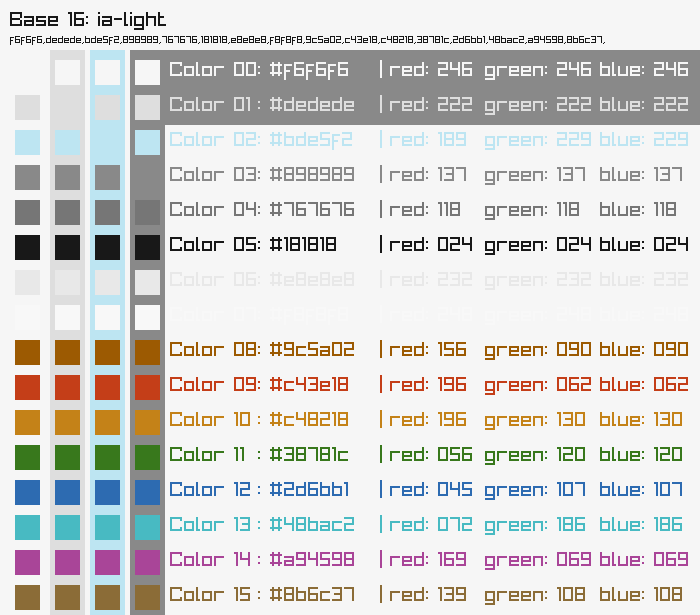 Base 16: ia-light
f6f6f6,dedede,bde5f2,898989,767676,181818,e8e8e8,f8f8f8,9c5a02,c43e18,c48218,38781c,2d6bb1,48bac2,a94598,8b6c37,
Color 00: #f6f6f6 | red: 246 green: 246 blue: 246
Color 01 : #dedede | red: 222 green: 222 blue: 222
Color 02: #bde5f2 | red: 189 green: 229 blue: 229
Color 03: #898989 | red: 137 green: 137 blue: 137
Color 04: #767676 | red: 118 green: 118 blue: 118
Color 05: #181818 | red: 024 green: 024 blue: 024
Color 06: #e8e8e8 | red: 232 green: 232 blue: 232
Color 08: #9c5a02 | red: 156 green: 090 blue: 090
Color 09: #c43e18 | red: 196 green: 062 blue: 062
Color 10 : #c48218 | red: 196 green: 130 blue: 130
Color 11 : #38781c | red: 056 green: 120 blue: 120
Color 12 : #2d6bb1 | red: 045 green: 107 blue: 107
Color 13 : #48bac2 | red: 072 green: 186 blue: 186
Color 14 : #a94598 | red: 169 green: 069 blue: 069
Color 15 : #8b6c37 | red: 139 green: 108 blue: 108